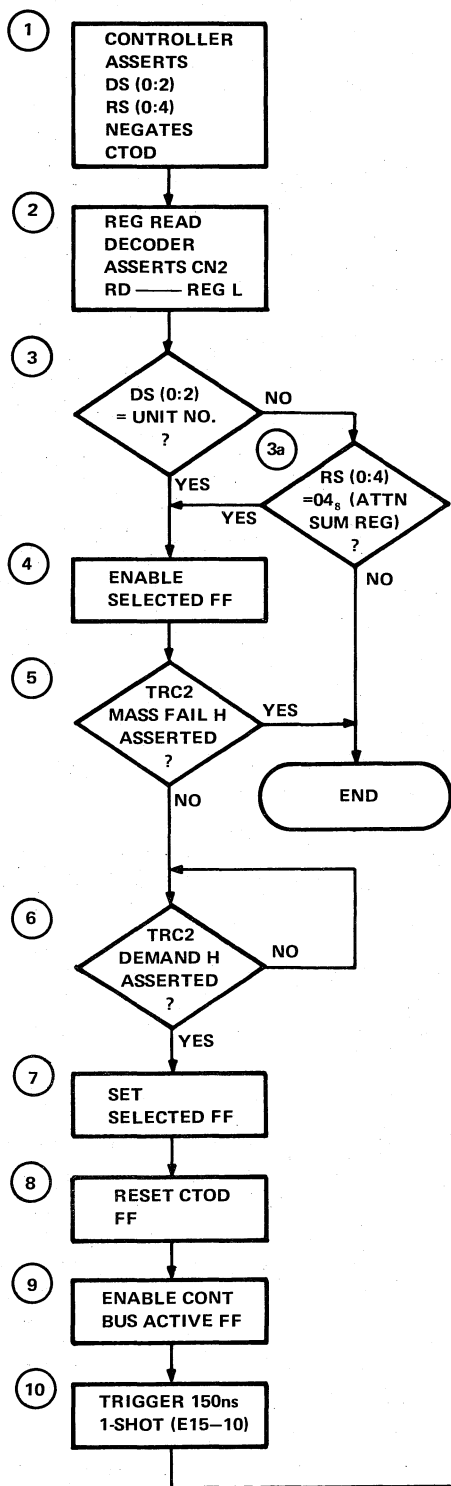 1
CONTROLLER
ASSERTS
DS (0:2)
RS (0:4)
NEGATES
CTOD
2
REG READ
DECODER
ASSERTS CN2
RD —— REG L
3
DS (0:2)
= UNIT NO.
?
NO
YES
3a
RS (0:4)
=04₈ (ATTN
SUM REG)
?
YES
NO
4
ENABLE
SELECTED FF
5
TRC2
MASS FAIL H
ASSERTED
?
YES
NO
END
6
TRC2
DEMAND H
ASSERTED
?
NO
YES
7
SET
SELECTED FF
8
RESET CTOD
FF
9
ENABLE CONT
BUS ACTIVE FF
10
TRIGGER 150ns
1-SHOT (E15–10)